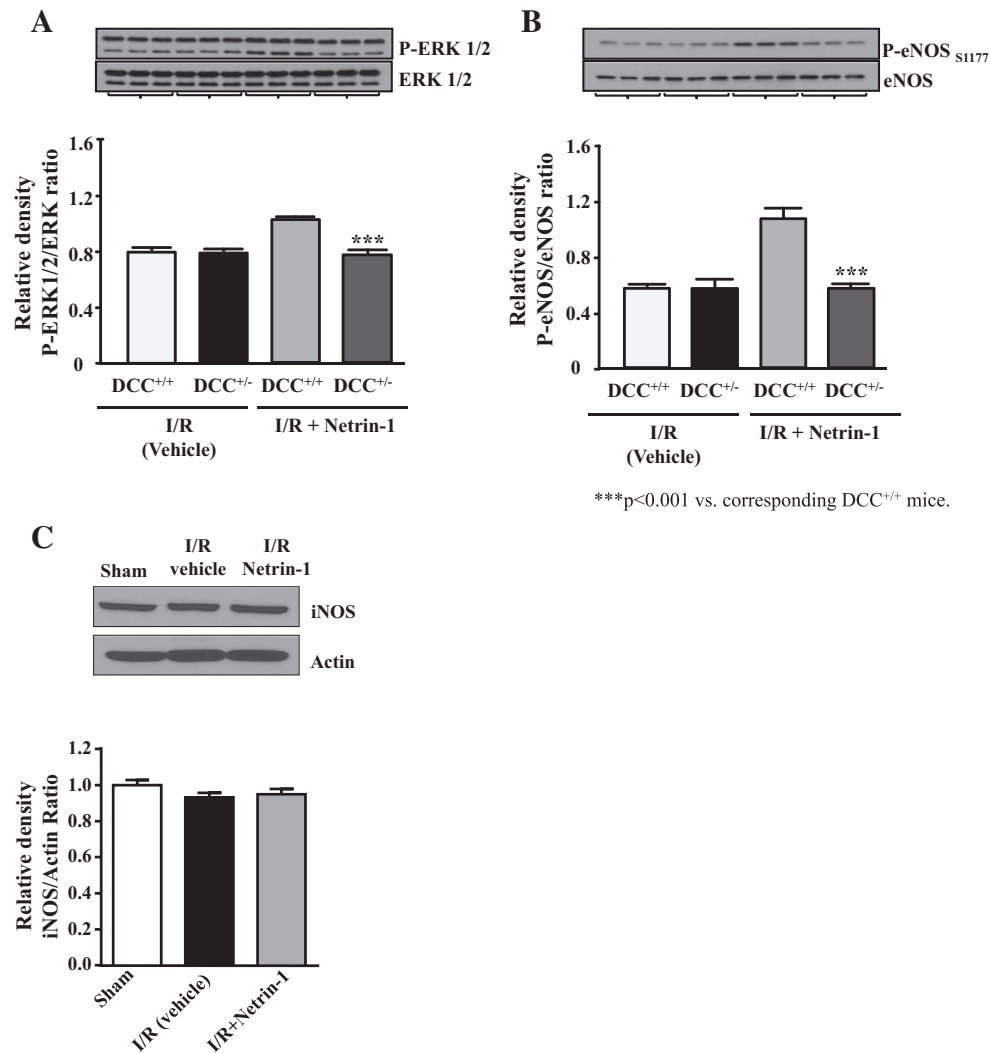 A
P-ERK 1/2
ERK 1/2
Relative density
P-ERK1/2/ERK ratio
1.6
1.2
0.8
0.4
0
***
DCC+/+ DCC+/- DCC+/+ DCC+/-
I/R
(Vehicle)
I/R + Netrin-1
B
P-eNOS S1177
eNOS
Relative density
P-eNOS/eNOS ratio
1.6
1.2
0.8
0.4
0
***
DCC+/+ DCC+/- DCC+/+ DCC+/-
I/R
(Vehicle)
I/R + Netrin-1
***p<0.001 vs. corresponding DCC+/+ mice.
C
Sham
I/R
vehicle
I/R
Netrin-1
iNOS
Actin
Relative density
iNOS/Actin Ratio
1.2
1.0
0.8
0.6
0.4
0.2
0.0
Sham
I/R (vehicle)
I/R+Netrin-1